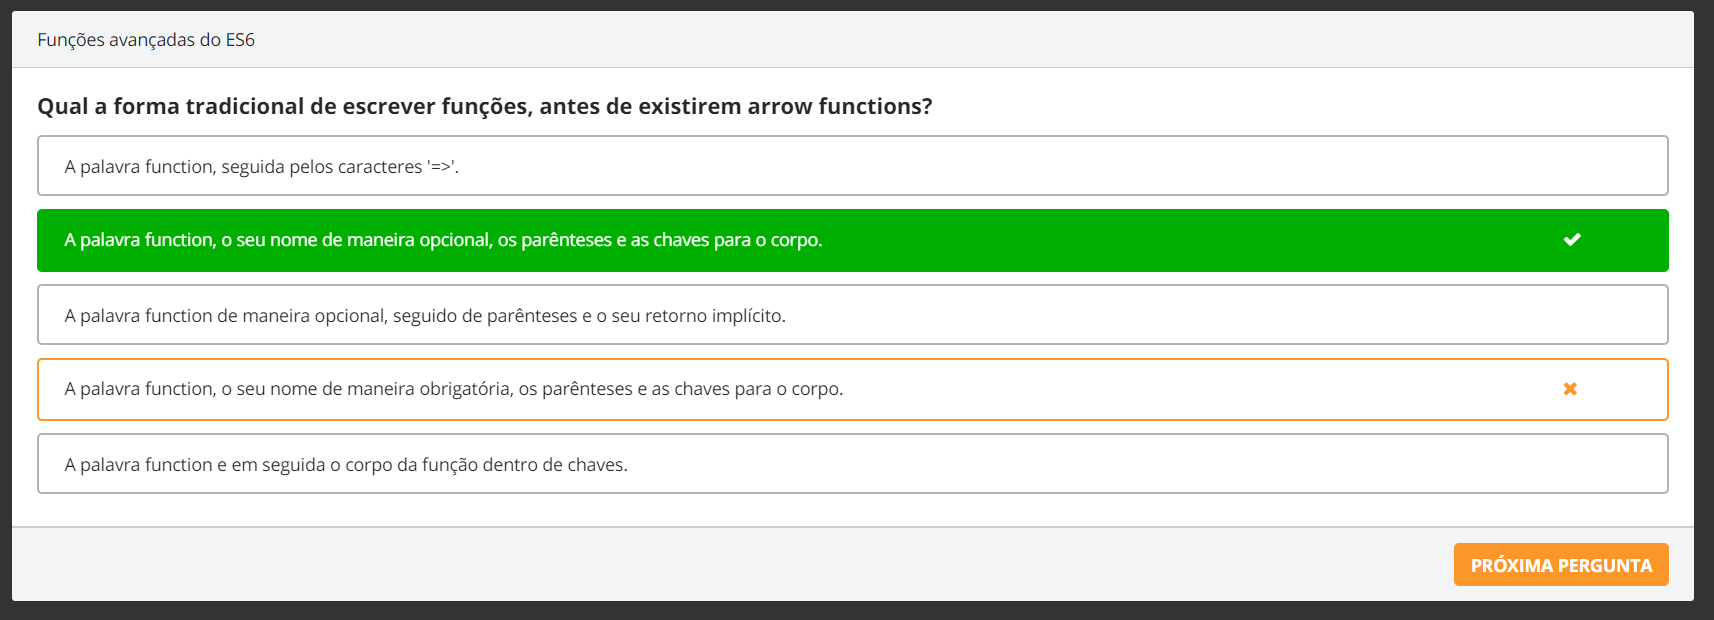 Funções avançadas do ES6
Qual a forma tradicional de escrever funções, antes de existirem arrow functions?
A palavra function, seguida pelos caracteres '=>'.
A palavra function, o seu nome de maneira opcional, os parênteses e as chaves para o corpo.
A palavra function de maneira opcional, seguido de parênteses e o seu retorno implícito.
A palavra function, o seu nome de maneira obrigatória, os parênteses e as chaves para o corpo.
A palavra function e em seguida o corpo da função dentro de chaves.
PRÓXIMA PERGUNTA